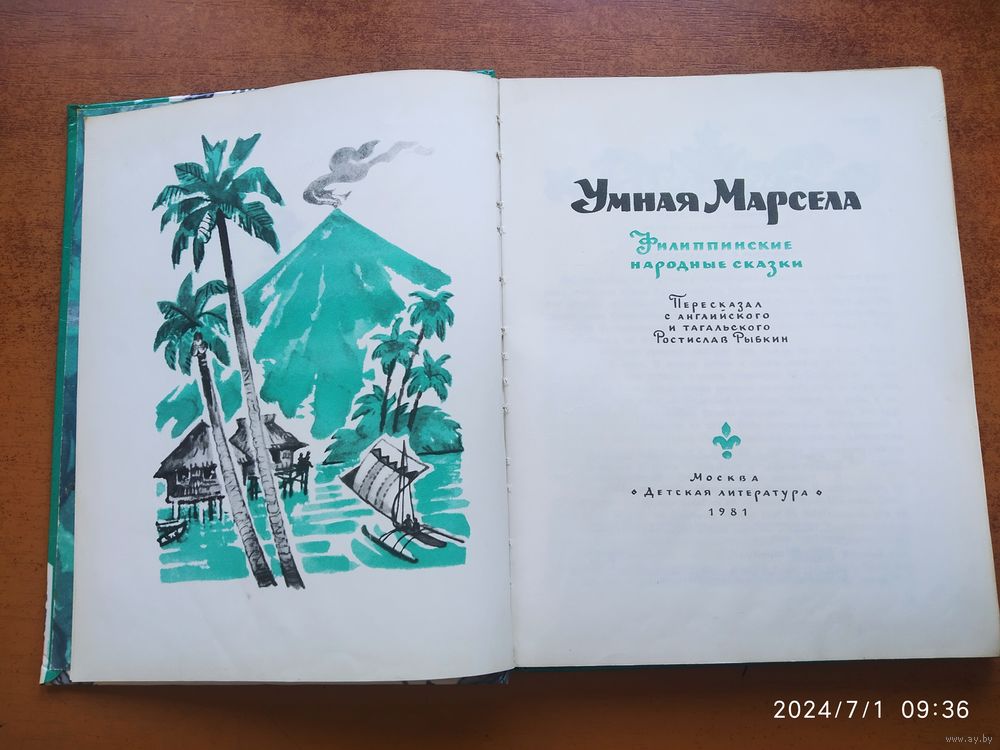 Умная Марсела
Филиппинские
народные сказки
Пересказал
с английского
и тагальского
Ростислав Рыбкин
Москва
«Детская литература»
1981
2024/7/1 09:36
www.ay.by